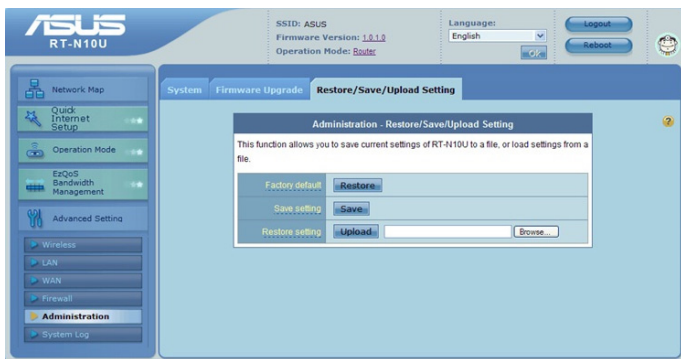 ASUS
RT-N10U
SSID: ASUS
Firmware Version: 1.0.1.0
Operation Mode: Router
Language:
English
OK
Logout
Reboot
Network Map
Quick
Internet
Setup
Operation Mode
EzQoS
Bandwidth
Management
Advanced Setting
Wireless
LAN
WAN
Firewall
Administration
System Log
System
Firmware Upgrade
Restore/Save/Upload Setting
Administration - Restore/Save/Upload Setting
This function allows you to save current settings of RT-N10U to a file, or load settings from a
file.
Factory default
Restore
Save setting
Save
Restore setting
Upload
Browse...
?